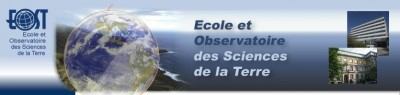 EOST
Ecole et
Observatoire
des Sciences
de la Terre
Ecole et
Observatoire
des Sciences
de la Terre